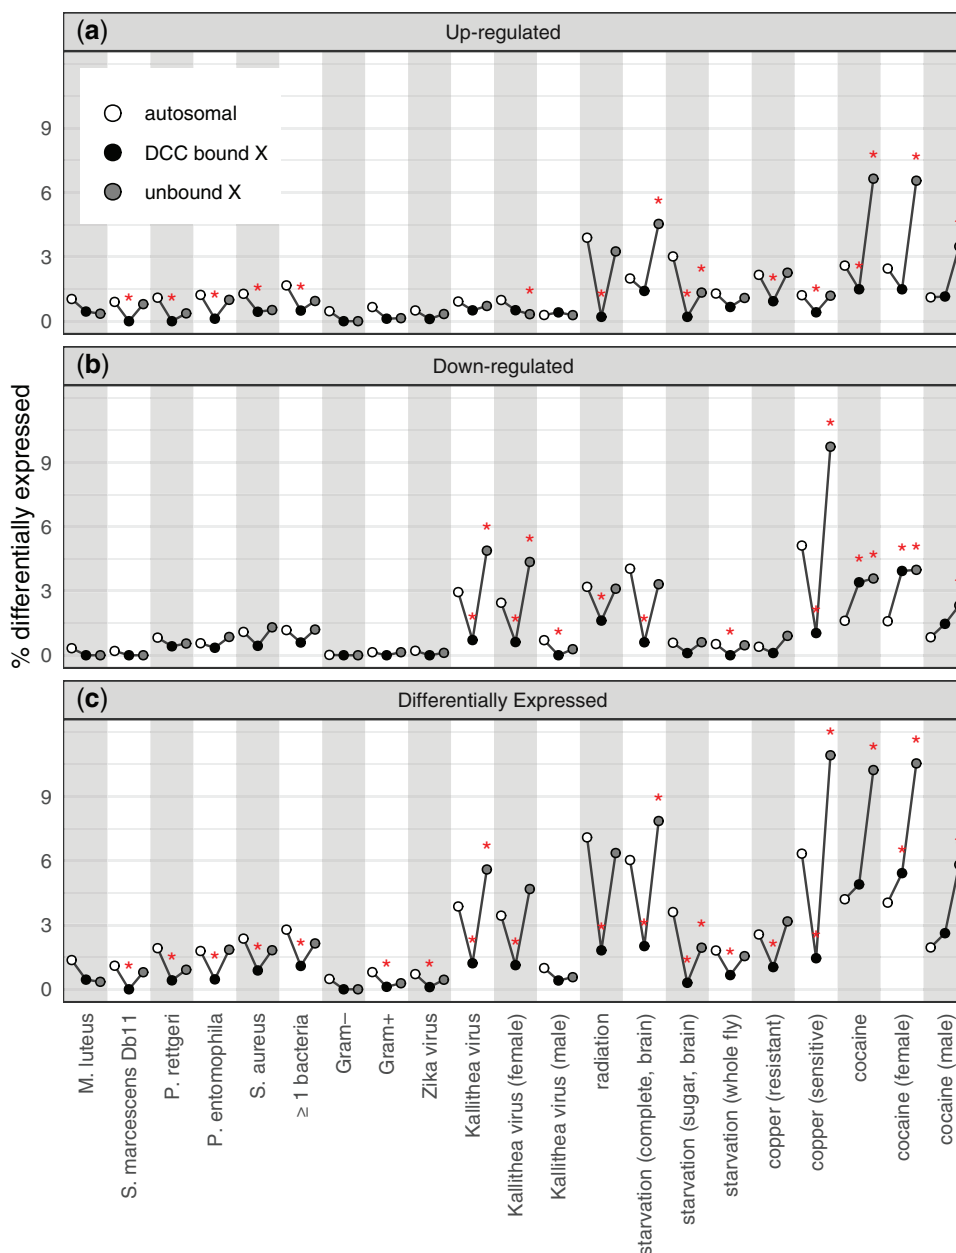 (a) Up-regulated
autosomal
DCC bound X
unbound X
9
6
3
0
(b) Down-regulated
9
6
3
0
(c) Differentially Expressed
9
6
3
0
% differentially expressed
M. luteus
S. marcescens Db11
P. rettgeri
P. entomophila
S. aureus
≥ 1 bacteria
Gram−
Gram+
Zika virus
Kallithea virus
Kallithea virus (female)
Kallithea virus (male)
radiation
starvation (complete, brain)
starvation (sugar, brain)
starvation (whole fly)
copper (resistant)
copper (sensitive)
cocaine
cocaine (female)
cocaine (male)